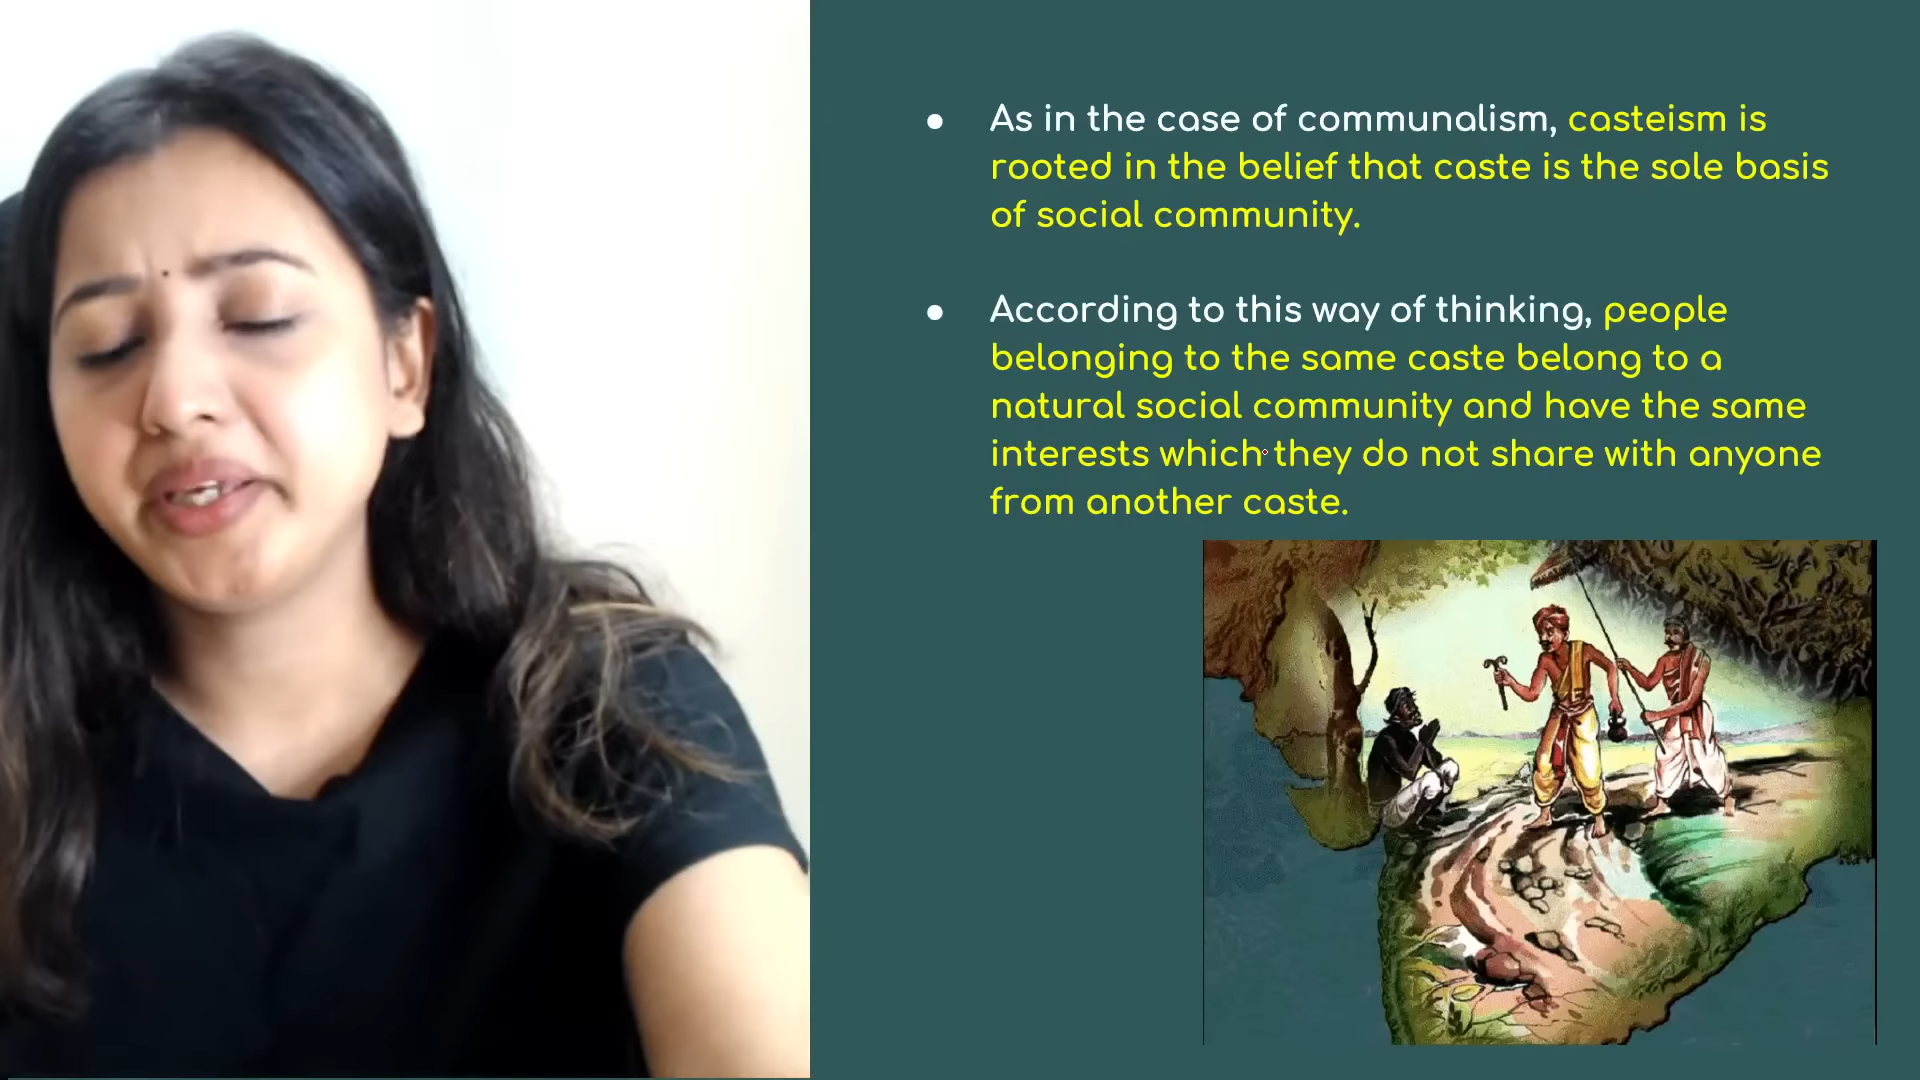 As in the case of communalism, casteism is
rooted in the belief that caste is the sole basis
of social community.
According to this way of thinking, people
belonging to the same caste belong to a
natural social community and have the same
interests which they do not share with anyone
from another caste.